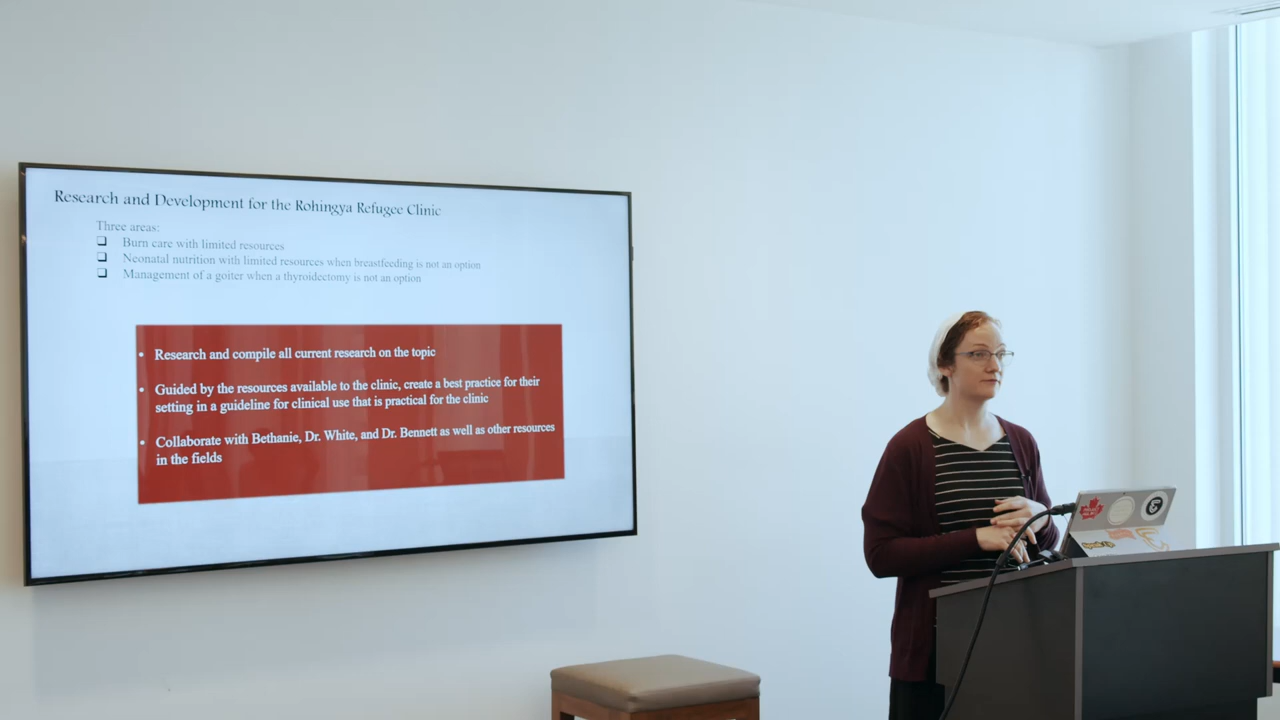 Research and Development for the Rohingya Refugee Clinic
Three areas:
Burn care with limited resources
Neonatal nutrition with limited resources when breastfeeding is not an option
Management of a goiter when a thyroidectomy is not an option
• Research and compile all current research on the topic
• Guided by the resources available to the clinic, create a best practice for their
setting in a guideline for clinical use that is practical for the clinic
• Collaborate with Bethanie, Dr. White, and Dr. Bennett as well as other resources
in the fields